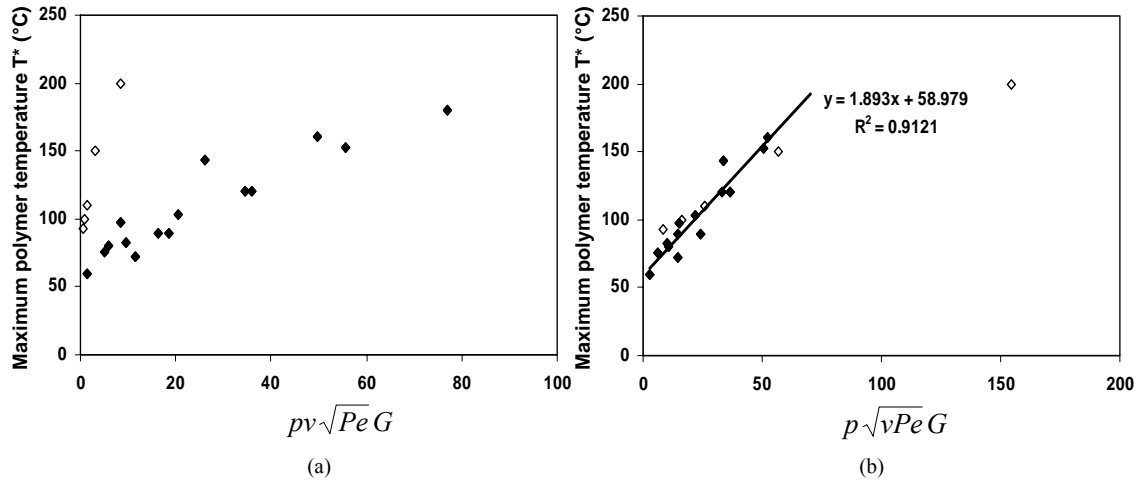 Maximum polymer temperature T* (°C)
250
200
150
100
50
0
0 20 40 60 80 100
pv√Pe G
(a)
Maximum polymer temperature T* (°C)
250
200
150
100
50
0
y = 1.893x + 58.979
R² = 0.9121
0 50 100 150 200
p√vPe G
(b)